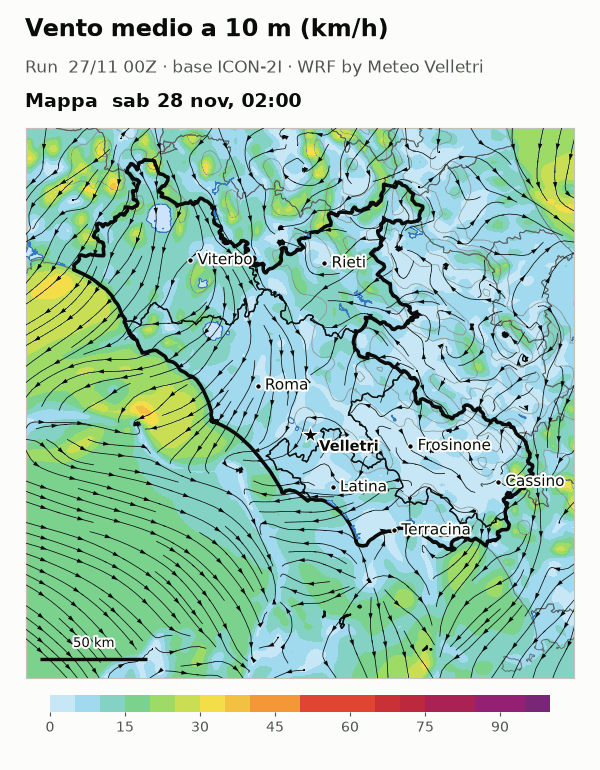 Vento medio a 10 m (km/h)
Run 27/11 00Z · base ICON-2I · WRF by Meteo Velletri
Mappa sab 28 nov, 02:00
Viterbo
Rieti
Roma
Velletri
Frosinone
Latina
Cassino
Terracina
50 km
0 15 30 45 60 75 90